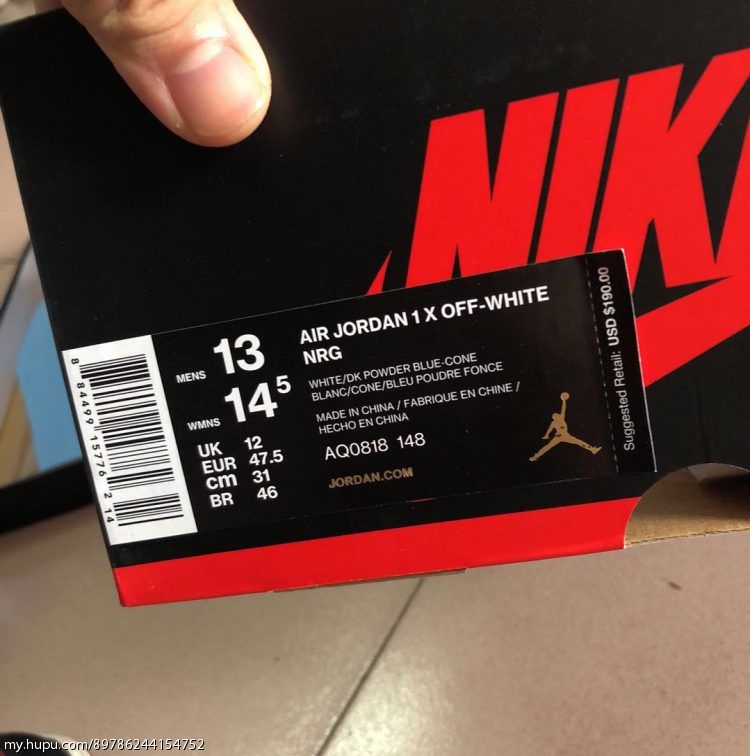 NIK
MENS 13
WMNS 14⁵
UK 12
EUR 47.5
cm 31
BR 46
AIR JORDAN 1 X OFF-WHITE
NRG
WHITE/DK POWDER BLUE-CONE
BLANC/CONE/BLEU POUDRE FONCE
MADE IN CHINA / FABRIQUE EN CHINE /
HECHO EN CHINA
AQ0818 148
JORDAN.COM
Suggested Retail: USD $190.00
8 84499 15776 2 14
my.hupu.com/89786244154752